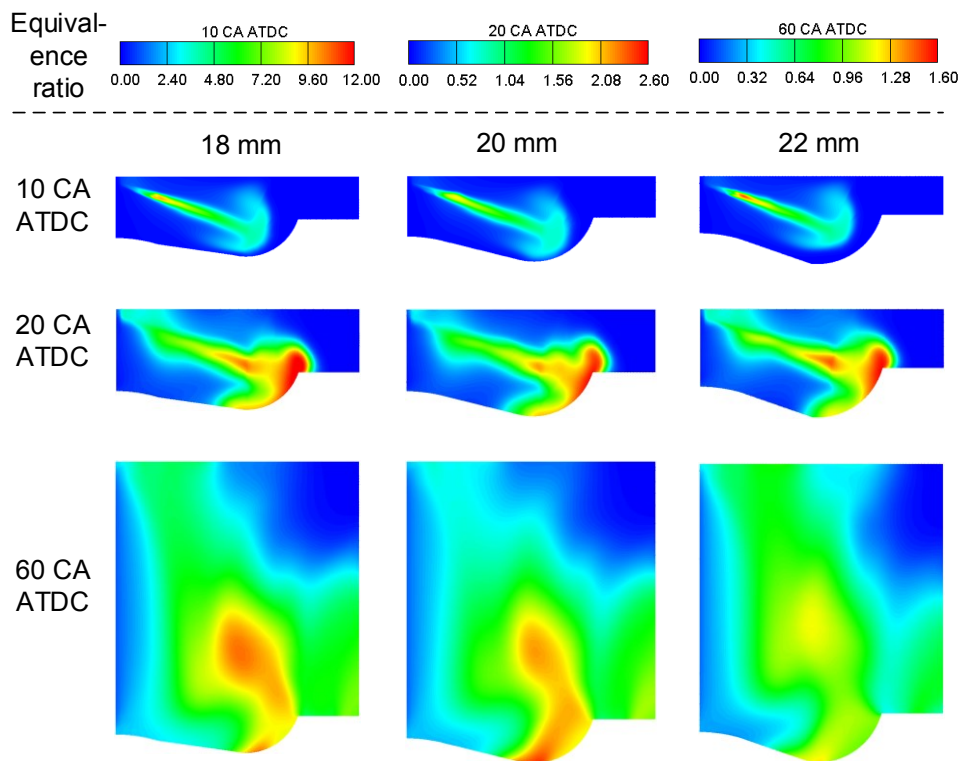 Equival-
ence
ratio
10 CA ATDC
0.00 2.40 4.80 7.20 9.60 12.00
20 CA ATDC
0.00 0.52 1.04 1.56 2.08 2.60
60 CA ATDC
0.00 0.32 0.64 0.96 1.28 1.60
18 mm 20 mm 22 mm
10 CA
ATDC
20 CA
ATDC
60 CA
ATDC